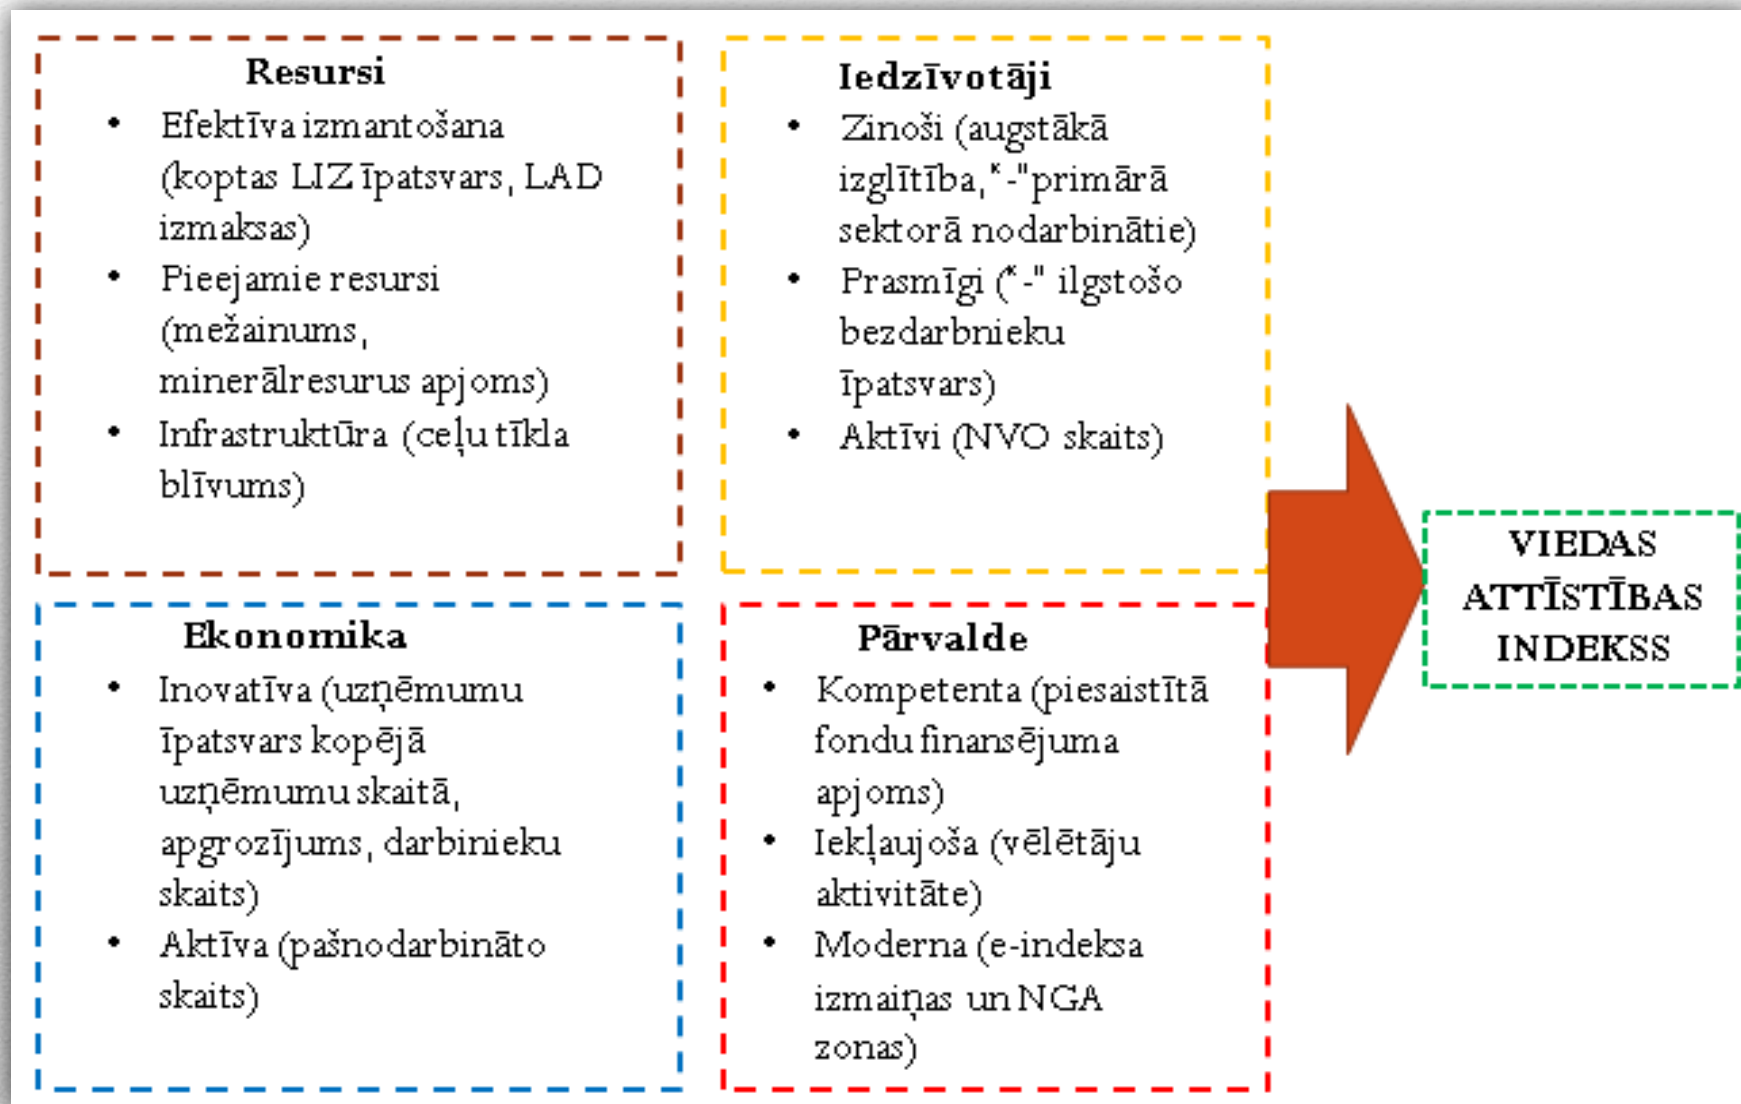 Resursi
• Efektīva izmantošana
(koptas LIZ īpatsvars, LAD
izmaksas)
• Pieejamie resursi
(mežainums,
minerālresurus apjoms)
• Infrastruktūra (ceļu tīkla
blīvums)
Iedzīvotāji
• Zinoši (augstākā
izglītība,"-"primārā
sektorā nodarbinātie)
• Prasmīgi ("-" ilgstošo
bezdarbnieku
īpatsvars)
• Aktīvi (NVO skaits)
Ekonomika
• Inovatīva (uzņēmumu
īpatsvars kopējā
uzņēmumu skaitā,
apgrozījums, darbinieku
skaits)
• Aktīva (pašnodarbināto
skaits)
Pārvalde
• Kompetenta (piesaistītā
fondu finansējuma
apjoms)
• Iekļaujoša (vēlētāju
aktivitāte)
• Moderna (e-indeksa
izmaiņas un NGA
zonas)
VIEDAS
ATTĪSTĪBAS
INDEKSS